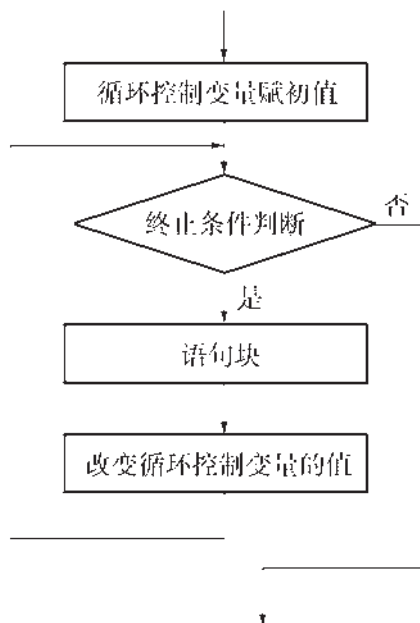 循环控制变量赋初值
终止条件判断
否
是
语句块
改变循环控制变量的值